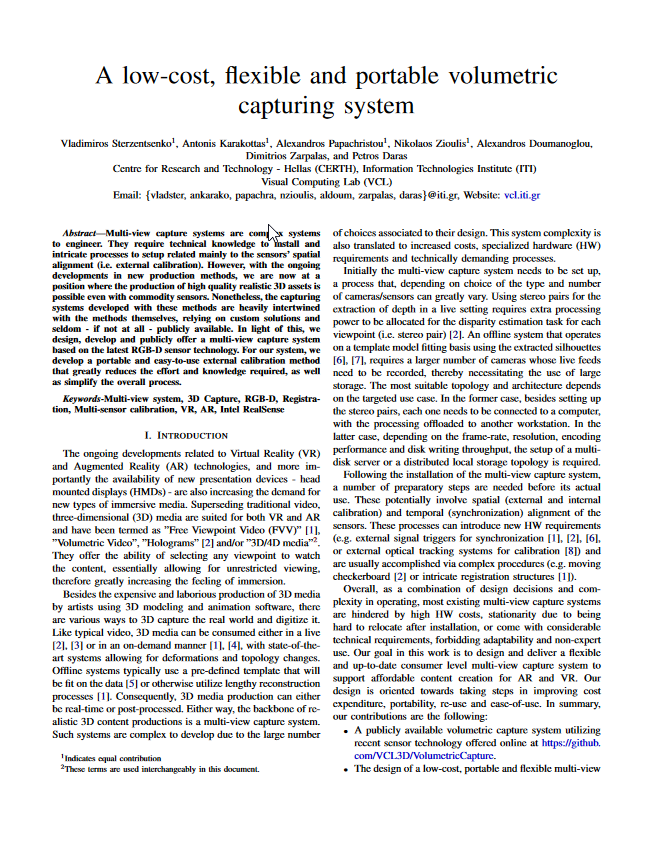 A low-cost, flexible and portable volumetric
capturing system
Vladimiros Sterzentsenko¹, Antonis Karakottas¹, Alexandros Papachristou¹, Nikolaos Zioulis¹, Alexandros Doumanoglou,
Dimitrios Zarpalas, and Petros Daras
Centre for Research and Technology - Hellas (CERTH), Information Technologies Institute (ITI)
Visual Computing Lab (VCL)
Email: {vladster, ankarako, papachra, nzioulis, aldoum, zarpalas, daras}@iti.gr, Website: vcl.iti.gr
Abstract—Multi-view capture systems are complex systems
to engineer. They require technical knowledge to install and
intricate processes to setup related mainly to the sensors' spatial
alignment (i.e. external calibration). However, with the ongoing
developments in new production methods, we are now at a
position where the production of high quality realistic 3D assets is
possible even with commodity sensors. Nonetheless, the capturing
systems developed with these methods are heavily intertwined
with the methods themselves, relying on custom solutions and
seldom - if not at all - publicly available. In light of this, we
design, develop and publicly offer a multi-view capture system
based on the latest RGB-D sensor technology. For our system, we
develop a portable and easy-to-use external calibration method
that greatly reduces the effort and knowledge required, as well
as simplify the overall process.
Keywords-Multi-view system, 3D Capture, RGB-D, Registra-
tion, Multi-sensor calibration, VR, AR, Intel RealSense
I. Introduction
The ongoing developments related to Virtual Reality (VR)
and Augmented Reality (AR) technologies, and more im-
portantly the availability of new presentation devices - head
mounted displays (HMDs) - are also increasing the demand for
new types of immersive media. Superseding traditional video,
three-dimensional (3D) media are suited for both VR and AR
and have been termed as "Free Viewpoint Video (FVV)" [1],
"Volumetric Video", "Holograms" [2] and/or "3D/4D media"².
They offer the ability of selecting any viewpoint to watch
the content, essentially allowing for unrestricted viewing,
therefore greatly increasing the feeling of immersion.
Besides the expensive and laborious production of 3D media
by artists using 3D modeling and animation software, there
are various ways to 3D capture the real world and digitize it.
Like typical video, 3D media can be consumed either in a live
[2], [3] or in an on-demand manner [1], [4], with state-of-the-
art systems allowing for deformations and topology changes.
Offline systems typically use a pre-defined template that will
be fit on the data [5] or otherwise utilize lengthy reconstruction
processes [1]. Consequently, 3D media production can either
be real-time or post-processed. Either way, the backbone of re-
alistic 3D content productions is a multi-view capture system.
Such systems are complex to develop due to the large number
¹Indicates equal contribution
²These terms are used interchangeably in this document.
of choices associated to their design. This system complexity is
also translated to increased costs, specialized hardware (HW)
requirements and technically demanding processes.
Initially the multi-view capture system needs to be set up,
a process that, depending on choice of the type and number
of cameras/sensors can greatly vary. Using stereo pairs for the
extraction of depth in a live setting requires extra processing
power to be allocated for the disparity estimation task for each
viewpoint (i.e. stereo pair) [2]. An offline system that operates
on a template model fitting basis using the extracted silhouettes
[6], [7], requires a larger number of cameras whose live feeds
need to be recorded, thereby necessitating the use of large
storage. The most suitable topology and architecture depends
on the targeted use case. In the former case, besides setting up
the stereo pairs, each one needs to be connected to a computer,
with the processing offloaded to another workstation. In the
latter case, depending on the frame-rate, resolution, encoding
performance and disk writing throughput, the setup of a multi-
disk server or a distributed local storage topology is required.
Following the installation of the multi-view capture system,
a number of preparatory steps are needed before its actual
use. These potentially involve spatial (external and internal
calibration) and temporal (synchronization) alignment of the
sensors. These processes can introduce new HW requirements
(e.g. external signal triggers for synchronization [1], [2], [6],
or external optical tracking systems for calibration [8]) and
are usually accomplished via complex procedures (e.g. moving
checkerboard [2] or intricate registration structures [1]).
Overall, as a combination of design decisions and com-
plexity in operating, most existing multi-view capture systems
are hindered by high HW costs, stationarity due to being
hard to relocate after installation, or come with considerable
technical requirements, forbidding adaptability and non-expert
use. Our goal in this work is to design and deliver a flexible
and up-to-date consumer level multi-view capture system to
support affordable content creation for AR and VR. Our
design is oriented towards taking steps in improving cost
expenditure, portability, re-use and ease-of-use. In summary,
our contributions are the following:
• A publicly available volumetric capture system utilizing
recent sensor technology offered online at https://github.
com/VCL3D/VolumetricCapture.
• The design of a low-cost, portable and flexible multi-view